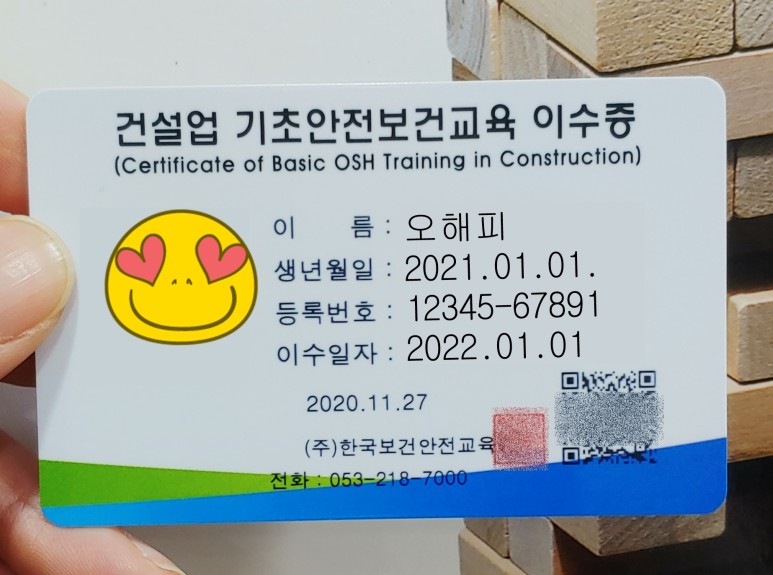 건설업 기초안전보건교육 이수증
(Certificate of Basic OSH Training in Construction)
이 름 : 오해피
생년월일 : 2021.01.01.
등록번호 : 12345-67891
이수일자 : 2022.01.01
2020.11.27
(주)한국보건안전교육
전화 : 053-218-7000